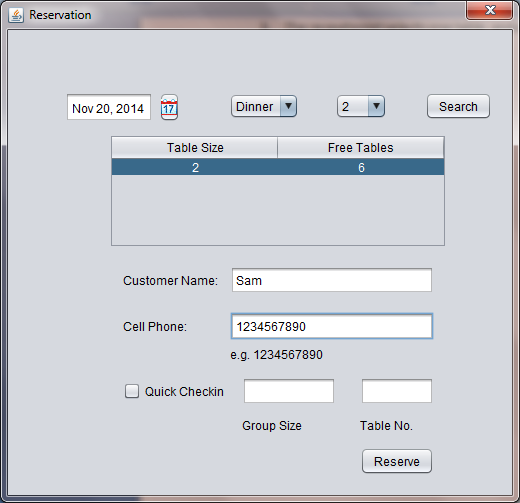 Reservation
Nov 20, 2014 17 Dinner 2 Search
Table Size Free Tables
2 6
Customer Name: Sam
Cell Phone: 1234567890
e.g. 1234567890
Quick Checkin
Group Size Table No.
Reserve